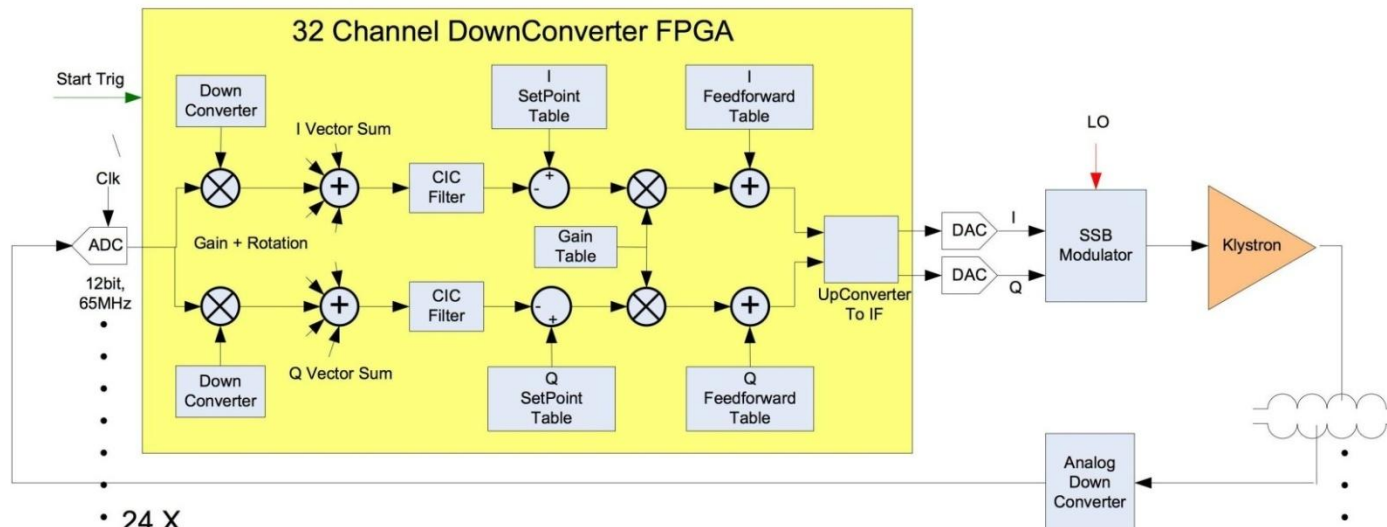 32 Channel DownConverter FPGA
Start Trig
Down
Converter
I
SetPoint
Table
I
Feedforward
Table
I Vector Sum
LO
Clk
CIC
Filter
+
-
+
+
ADC
Gain + Rotation
Gain
Table
DAC
I
SSB
Modulator
Klystron
12bit,
65MHz
DAC
Q
UpConverter
To IF
CIC
Filter
+
-
+
+
Q Vector Sum
Down
Converter
Q
SetPoint
Table
Q
Feedforward
Table
Analog
Down
Converter
24 X